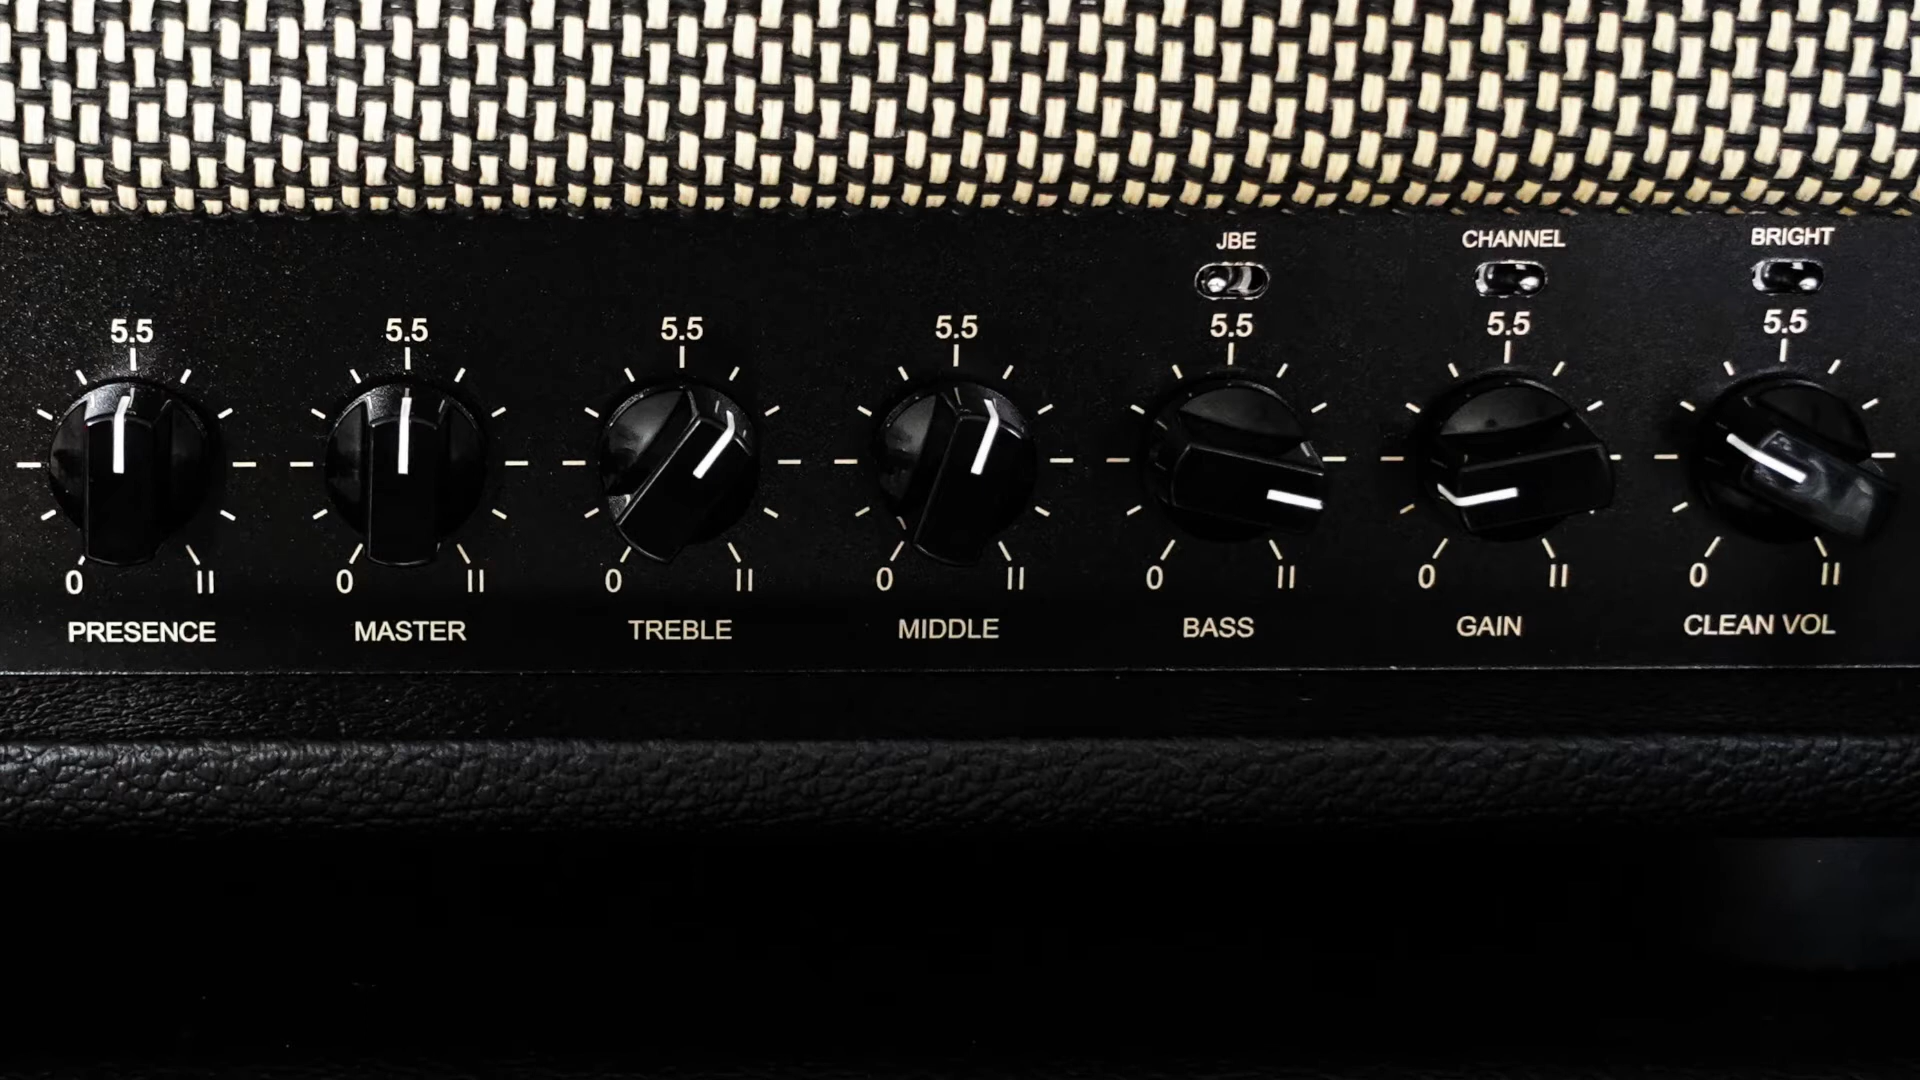 JBE CHANNEL BRIGHT
5.5 5.5 5.5 5.5 5.5 5.5 5.5
0 11 0 11 0 11 0 11 0 11 0 11 0 11
PRESENCE MASTER TREBLE MIDDLE BASS GAIN CLEAN VOL